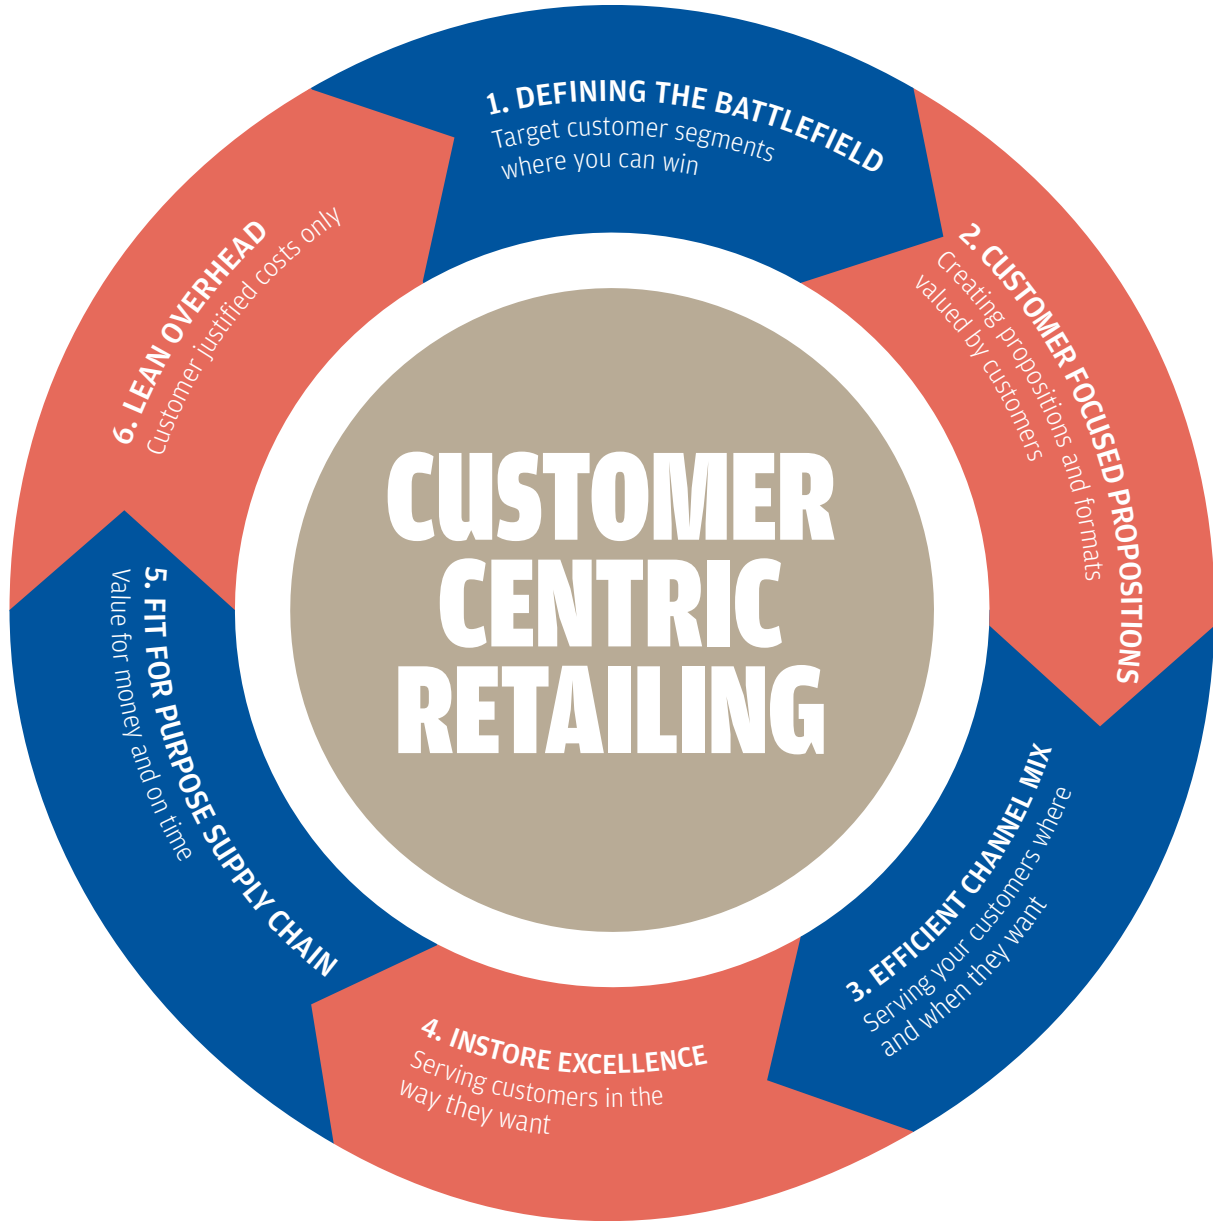 CUSTOMER
CENTRIC
RETAILING
1. DEFINING THE BATTLEFIELD
Target customer segments
where you can win
2. CUSTOMER FOCUSED PROPOSITIONS
Creating propositions and formats
valued by customers
3. EFFICIENT CHANNEL MIX
Serving your customers where
and when they want
4. INSTORE EXCELLENCE
Serving customers in the
way they want
5. FIT FOR PURPOSE SUPPLY CHAIN
Value for money and on time
6. LEAN OVERHEAD
Customer justified costs only